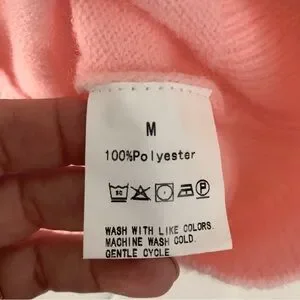 M
100%Polyester
WASH WITH LIKE COLORS.
MACHINE WASH COLD.
GENTLE CYCLE